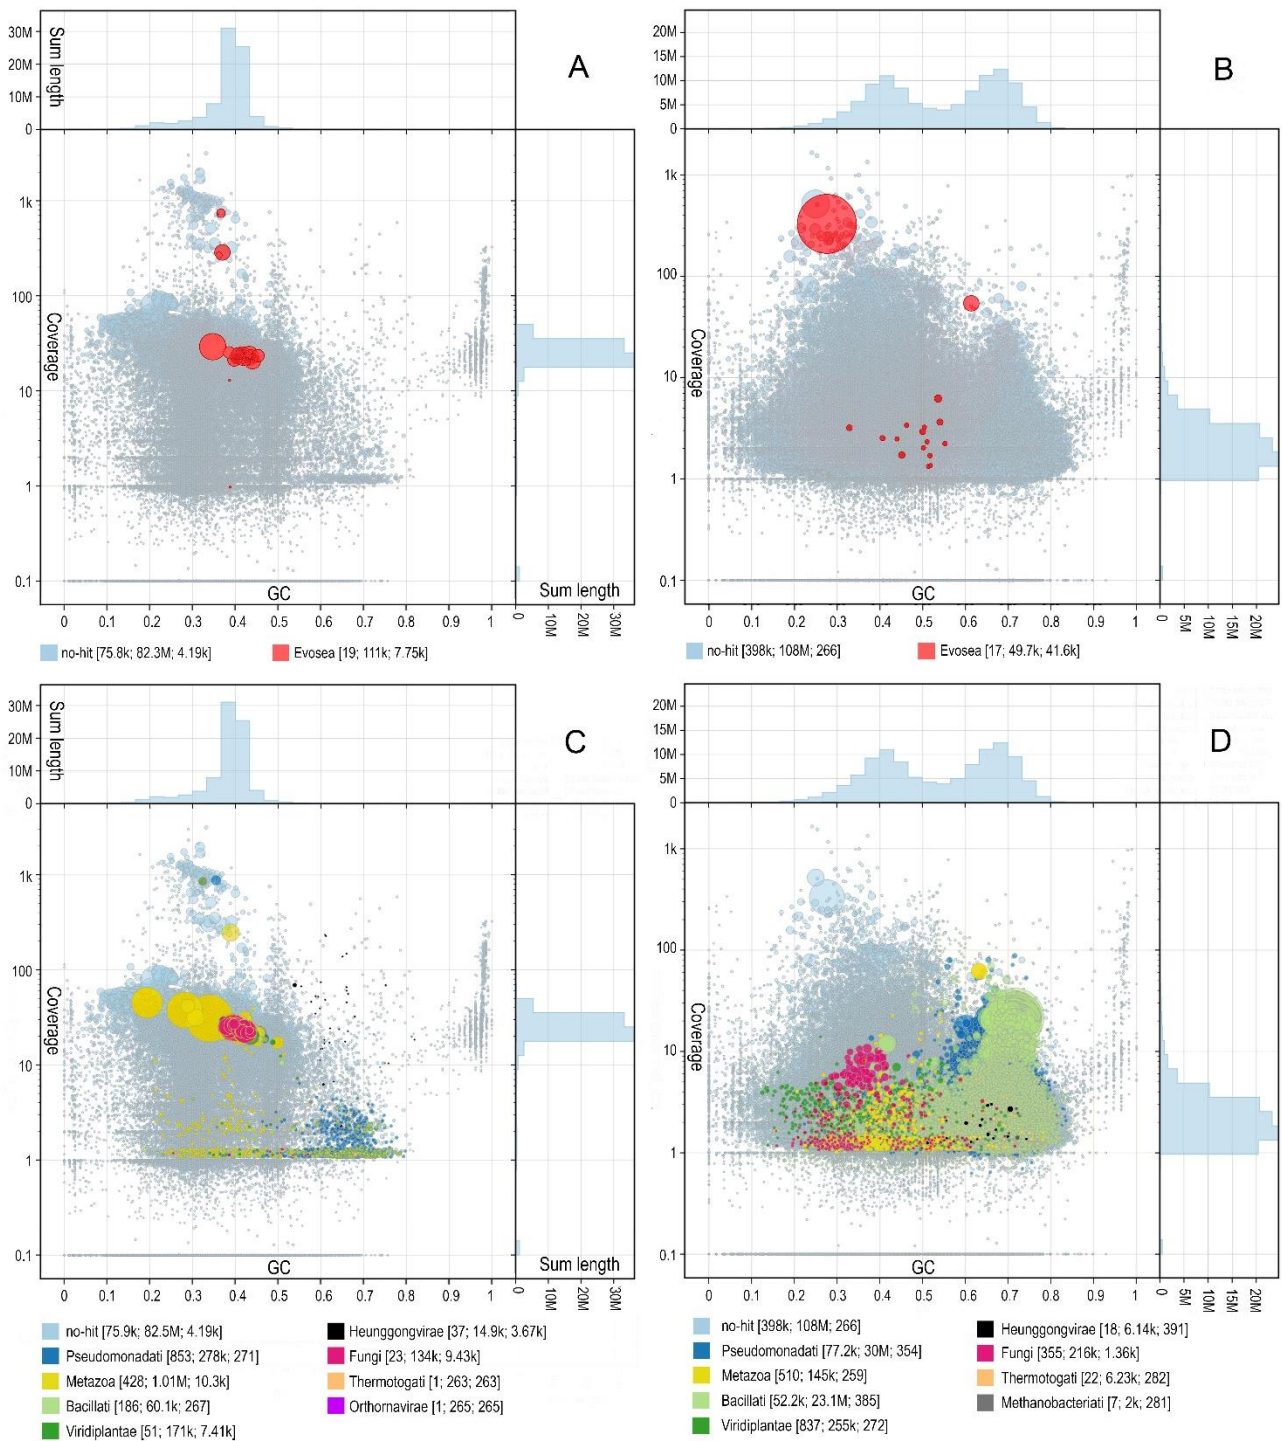 A
Sum length
30M
20M
10M
0
1k
100
10
1
0.1
Coverage
GC
Sum length
0 0.1 0.2 0.3 0.4 0.5 0.6 0.7 0.8 0.9 1
0 10M 20M 30M
no-hit [75.8k; 82.3M; 4.19k]
Evosea [19; 111k; 7.75k]
B
20M
15M
10M
5M
0
1k
100
10
1
0.1
Coverage
GC
0 0.1 0.2 0.3 0.4 0.5 0.6 0.7 0.8 0.9 1
0 5M 10M 15M 20M
no-hit [398k; 108M; 266]
Evosea [17; 49.7k; 41.6k]
C
Sum length
30M
20M
10M
0
1k
100
10
1
0.1
Coverage
GC
Sum length
0 0.1 0.2 0.3 0.4 0.5 0.6 0.7 0.8 0.9 1
0 10M 20M 30M
no-hit [75.9k; 82.5M; 4.19k]
Pseudomonadati [853; 278k; 271]
Metazoa [428; 1.01M; 10.3k]
Bacillati [186; 60.1k; 267]
Viridiplantae [51; 171k; 7.41k]
Heunggongvirae [37; 14.9k; 3.67k]
Fungi [23; 134k; 9.43k]
Thermotogati [1; 263; 263]
Orthornavirae [1; 265; 265]
D
20M
15M
10M
5M
0
1k
100
10
1
0.1
Coverage
GC
0 0.1 0.2 0.3 0.4 0.5 0.6 0.7 0.8 0.9 1
0 5M 10M 15M 20M
no-hit [398k; 108M; 266]
Pseudomonadati [77.2k; 30M; 354]
Metazoa [510; 145k; 259]
Bacillati [52.2k; 23.1M; 385]
Viridiplantae [837; 255k; 272]
Heunggongvirae [18; 6.14k; 391]
Fungi [355; 216k; 1.36k]
Thermotogati [22; 6.23k; 282]
Methanobacteriati [7; 2k; 281]